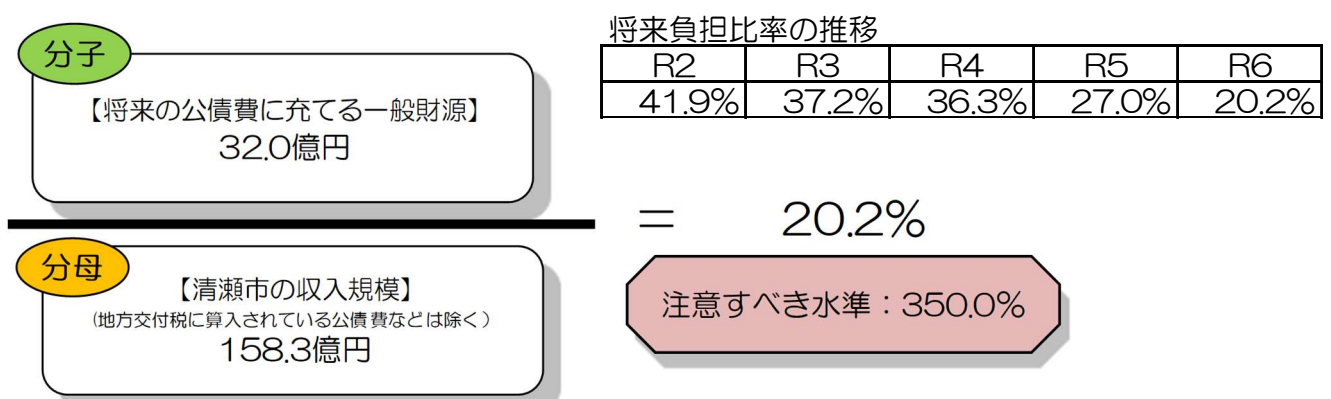 分子
【将来の公債費に充てる一般財源】
32.0億円
分母
【清瀬市の収入規模】
(地方交付税に算入されている公債費などは除く)
158.3億円
将来負担比率の推移
R2 R3 R4 R5 R6
41.9% 37.2% 36.3% 27.0% 20.2%
= 20.2%
注意すべき水準：350.0%